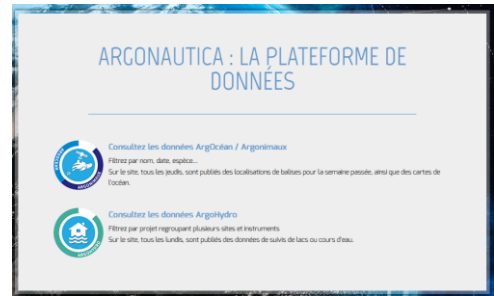 ARGONAUTICA : LA PLATEFORME DE
DONNÉES
Consultez les données ArgOcéan / Argonimaux
Filtrez par nom, date, espèce...
Sur le site, tous les jeudis, sont publiés des localisations de balises pour la semaine passée, ainsi que des cartes de
l'océan.
Consultez les données ArgoHydro
Filtrez par projet regroupant plusieurs sites et instruments
Sur le site, tous les lundis, sont publiés des données de suivis de lacs ou cours d'eau.